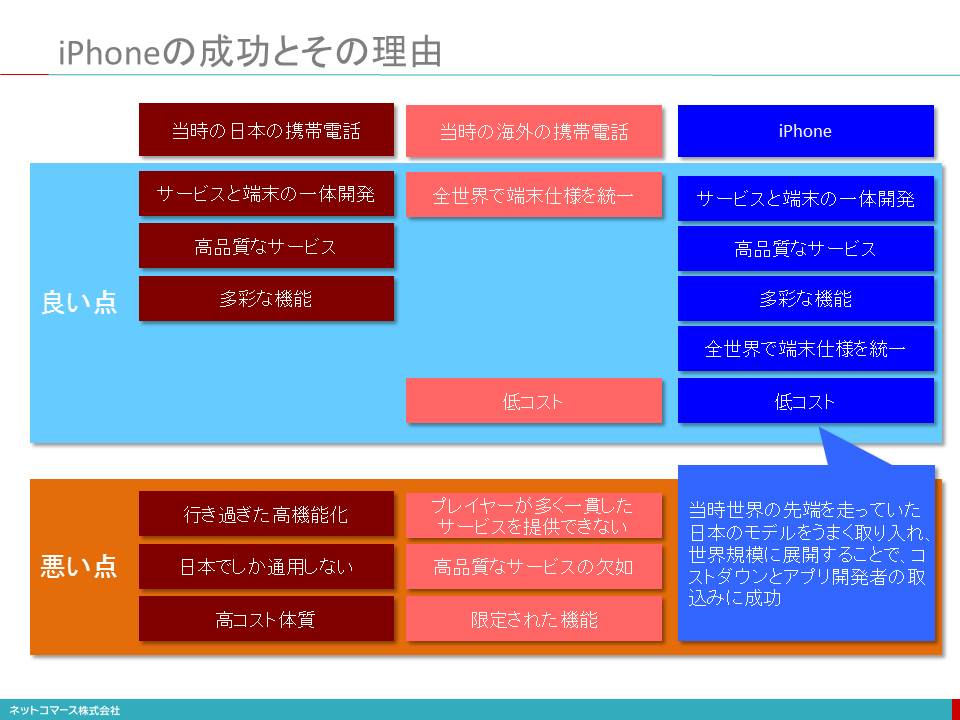 iPhoneの成功とその理由
当時の日本の携帯電話
当時の海外の携帯電話
iPhone
良い点
サービスと端末の一体開発
高品質なサービス
多彩な機能
全世界で端末仕様を統一
低コスト
サービスと端末の一体開発
高品質なサービス
多彩な機能
全世界で端末仕様を統一
低コスト
悪い点
行き過ぎた高機能化
日本でしか通用しない
高コスト体質
プレイヤーが多く一貫した
サービスを提供できない
高品質なサービスの欠如
限定された機能
当時世界の先端を走っていた
日本のモデルをうまく取り入れ、
世界規模に展開することで、コ
ストダウンとアプリ開発者の取
込みに成功
ネットコマース株式会社